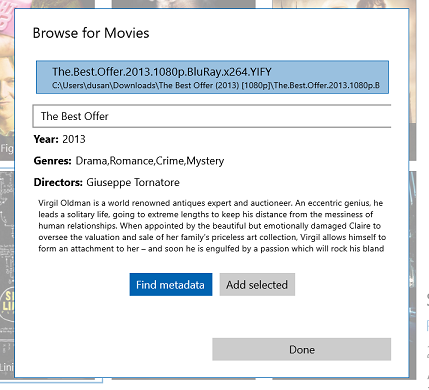 Browse for Movies
The.Best.Offer.2013.1080p.BluRay.x264.YIFY
C:\Users\dusan\Downloads\The Best Offer (2013) [1080p]\The.Best.Offer.2013.1080p.B
The Best Offer
Year: 2013
Genres: Drama,Romance,Crime,Mystery
Directors: Giuseppe Tornatore
Virgil Oldman is a world renowned antiques expert and auctioneer. An eccentric genius, he
leads a solitary life, going to extreme lengths to keep his distance from the messiness of
human relationships. When appointed by the beautiful but emotionally damaged Claire to
oversee the valuation and sale of her family's priceless art collection, Virgil allows himself to
form an attachment to her – and soon he is engulfed by a passion which will rock his bland
Find metadata
Add selected
Done
Fig
Lini